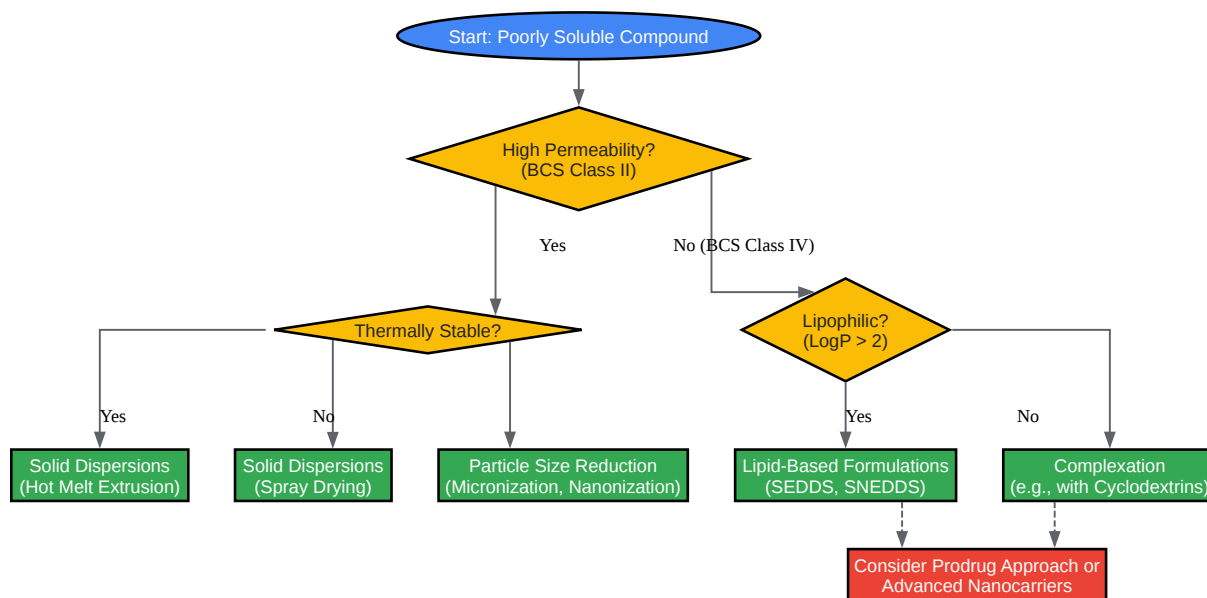 Start: Poorly Soluble Compound
High Permeability?
(BCS Class II)
Yes
No (BCS Class IV)
Thermally Stable?
Lipophilic?
(LogP > 2)
Yes
No
Yes
No
Solid Dispersions
(Hot Melt Extrusion)
Solid Dispersions
(Spray Drying)
Particle Size Reduction
(Micronization, Nanonization)
Lipid-Based Formulations
(SEDDS, SNEDDS)
Complexation
(e.g., with Cyclodextrins)
Consider Prodrug Approach or
Advanced Nanocarriers